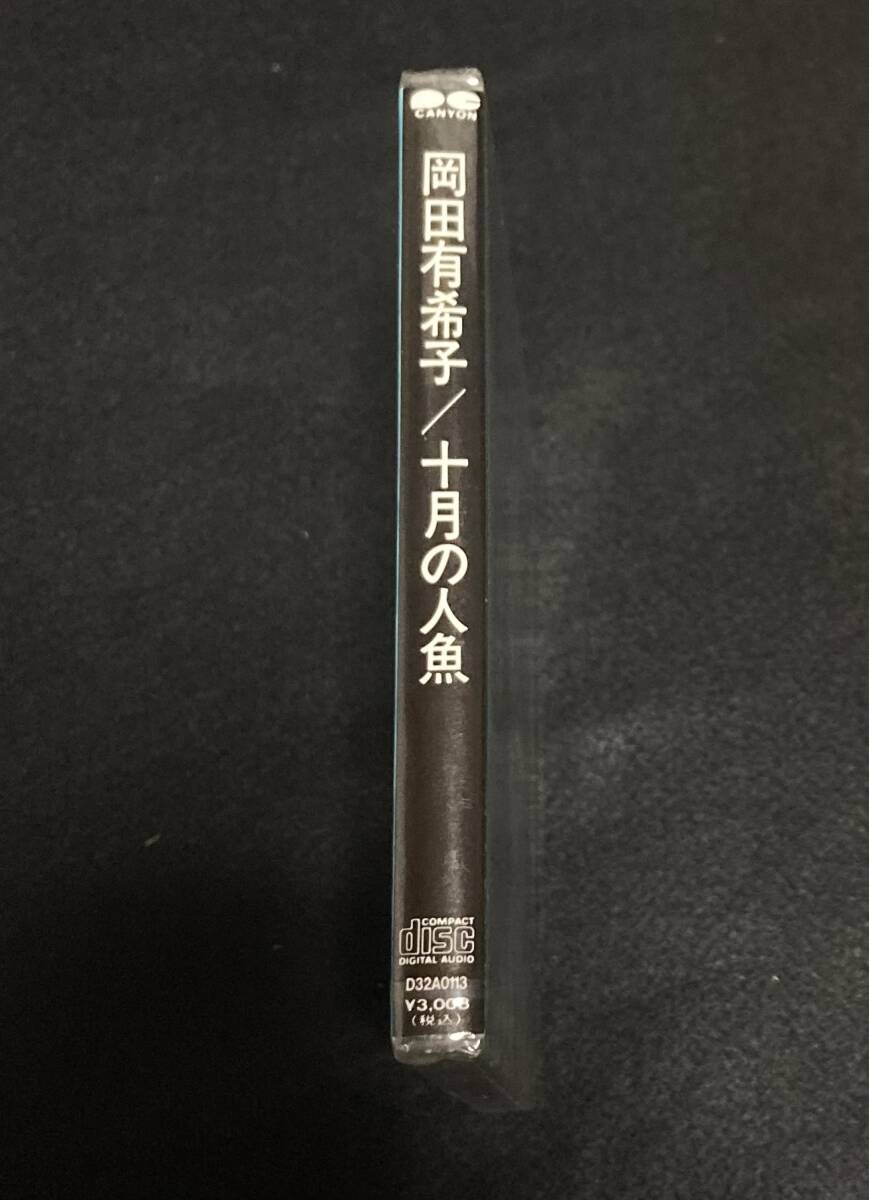 PC
CANYON
岡田有希子/十月の人魚
COMPACT
disc
DIGITAL AUDIO
D32A0113
¥3,008
(税込)